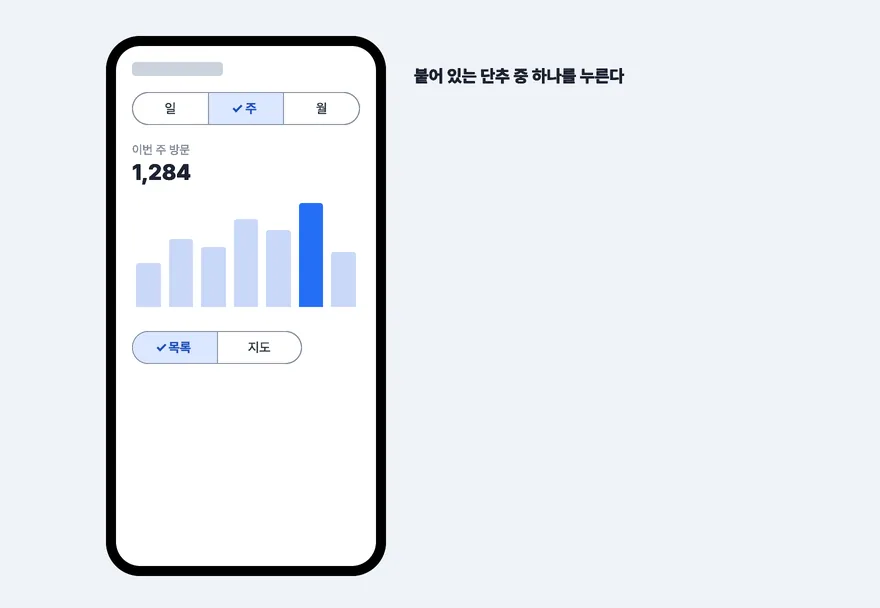 붙어 있는 단추 중 하나를 누른다
일 주 월
이번 주 방문
1,284
목록 지도